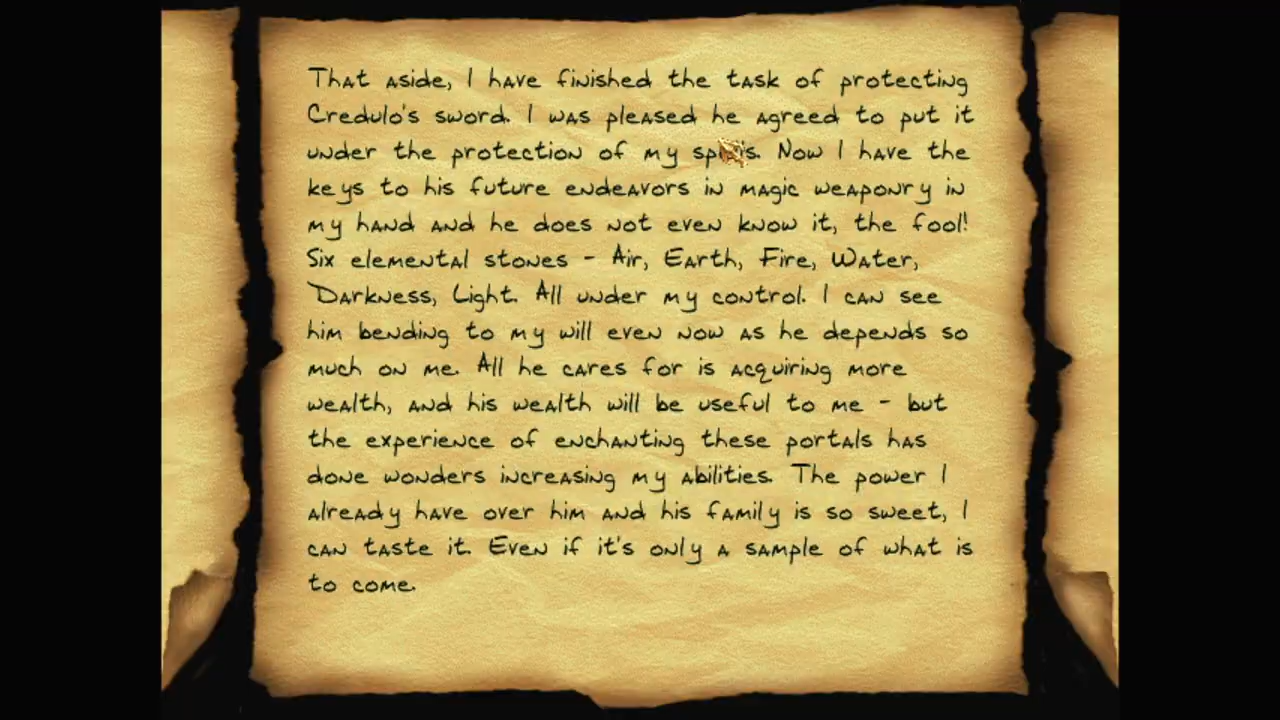 That aside, I have finished the task of protecting
Credulo's sword. I was pleased he agreed to put it
under the protection of my Now I have the
keys to his future endeavors in magic weaponry in
my hand and he does not even know it, the fool!
Six elemental stones - Air, Earth, Fire, Water,
Darkness, Light. All under my control. I can see
him bending to my will even now as he depends so
much on me. All he cares for is acquiring more
wealth, and his wealth will be useful to me - but
the experience of enchanting these portals has
done wonders increasing my abilities. The power I
already have over him and his family is so sweet, I
can taste it. Even if it's only a sample of what is
to come.